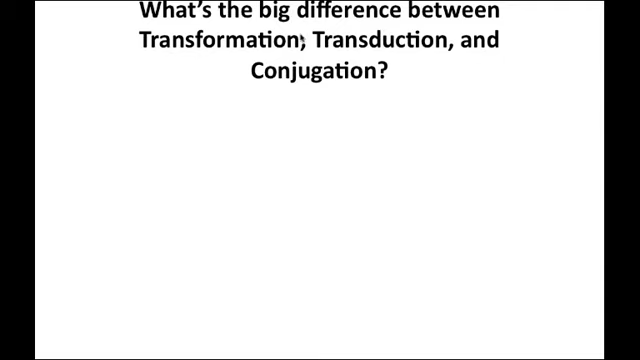 What’s the big difference between
Transformation, Transduction, and
Conjugation?